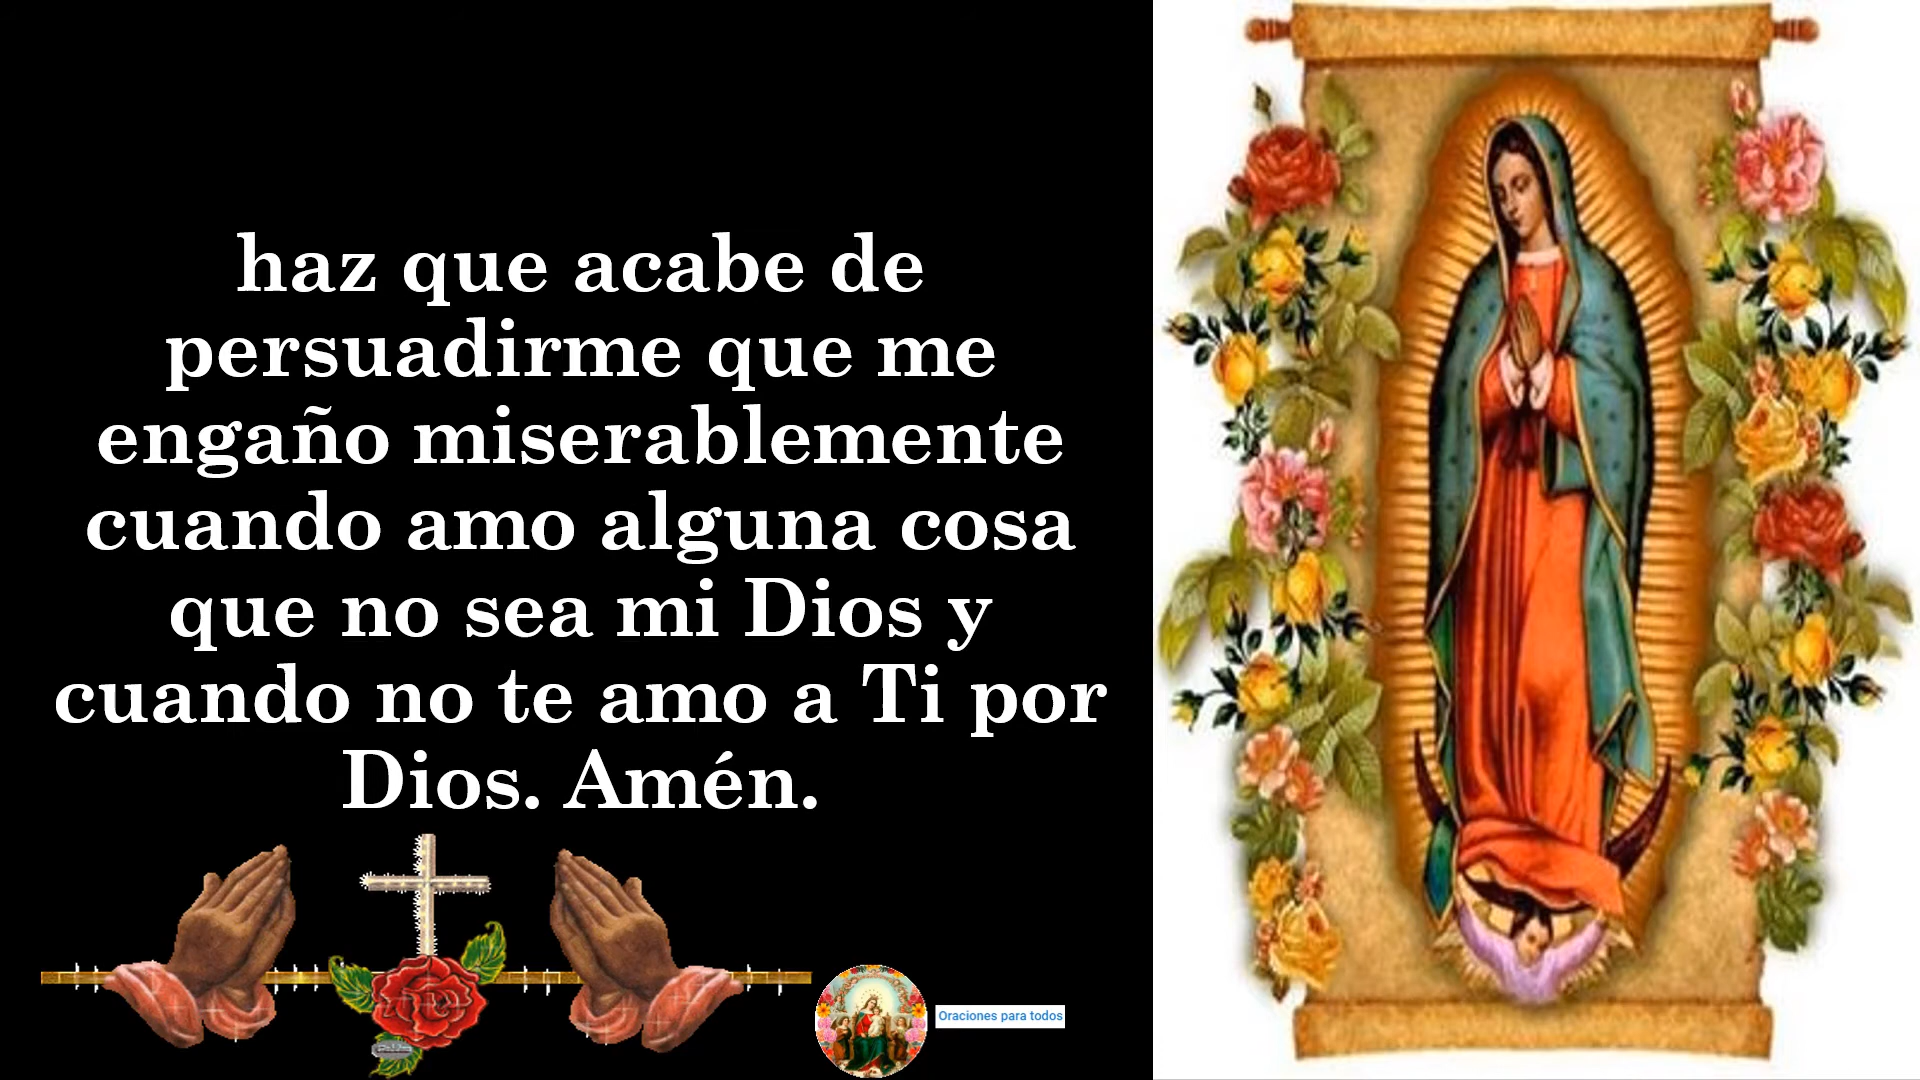 haz que acabe de
persuadirme que me
engaño miserablemente
cuando amo alguna cosa
que no sea mi Dios y
cuando no te amo a Ti por
Dios. Amén.
Oraciones para todos